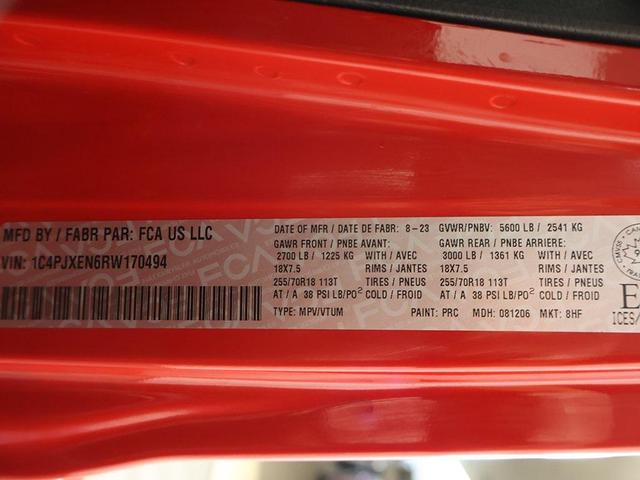 MFD BY / FABR PAR: FCA US LLC
DATE OF MFR / DATE DE FABR: 8-23 GVWR/PNBV: 5600 LB / 2541 KG
GAWR FRONT / PNBE AVANT: GAWR REAR / PNBE ARRIERE:
2700 LB / 1225 KG WITH / AVEC 3000 LB / 1361 KG WITH / AVEC
VIN: 1C4PJXEN6RW170494
18X7.5 RIMS / JANTES 18X7.5 RIMS / JANTES
255/70R18 113T TIRES / PNEUS 255/70R18 113T TIRES / PNEUS
AT / A 38 PSI LB/PO² COLD / FROID AT / A 38 PSI LB/PO² COLD / FROID
TYPE: MPV/VTUM PAINT: PRC MDH: 081206 MKT: 8HF
ICES/